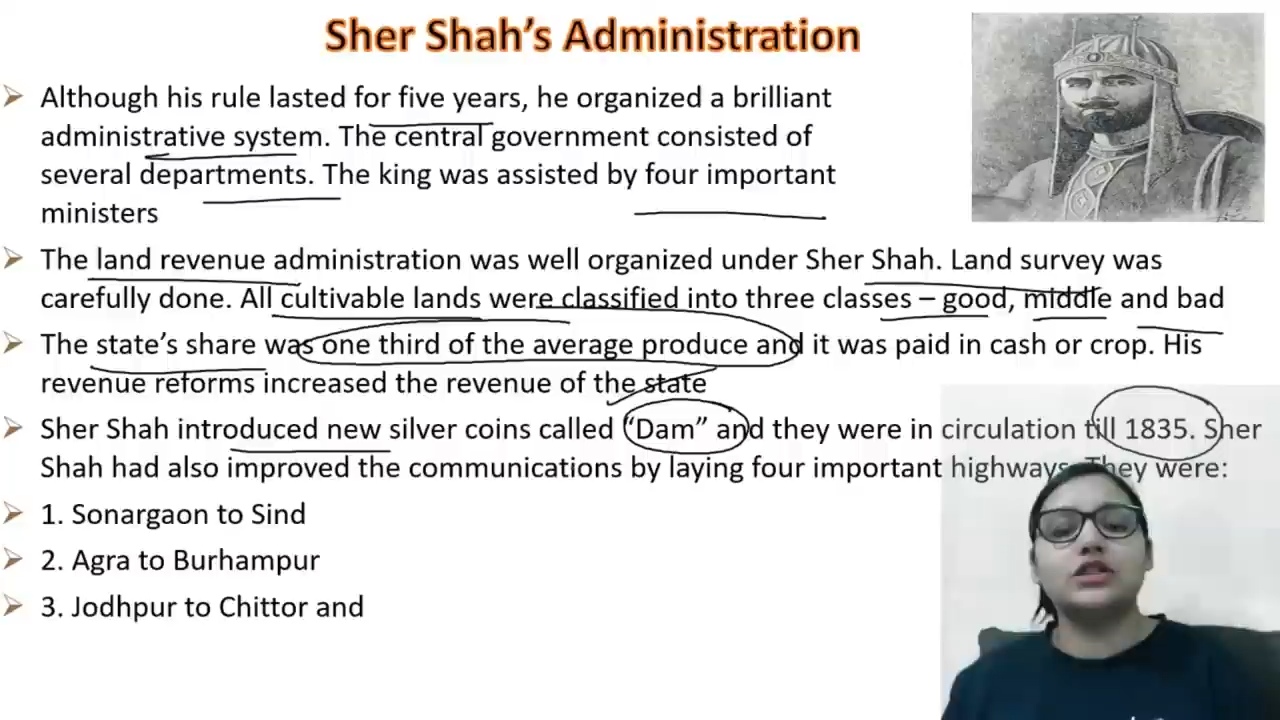 Sher Shah's Administration
Although his rule lasted for five years, he organized a brilliant
administrative system. The central government consisted of
several departments. The king was assisted by four important
ministers
The land revenue administration was well organized under Sher Shah. Land survey was
carefully done. All cultivable lands were classified into three classes – good, middle and bad
The state's share was one third of the average produce and it was paid in cash or crop. His
revenue reforms increased the revenue of the state
Sher Shah introduced new silver coins called "Dam" and they were in circulation till 1835. Sher
Shah had also improved the communications by laying four important highways. They were:
1. Sonargaon to Sind
2. Agra to Burhampur
3. Jodhpur to Chittor and